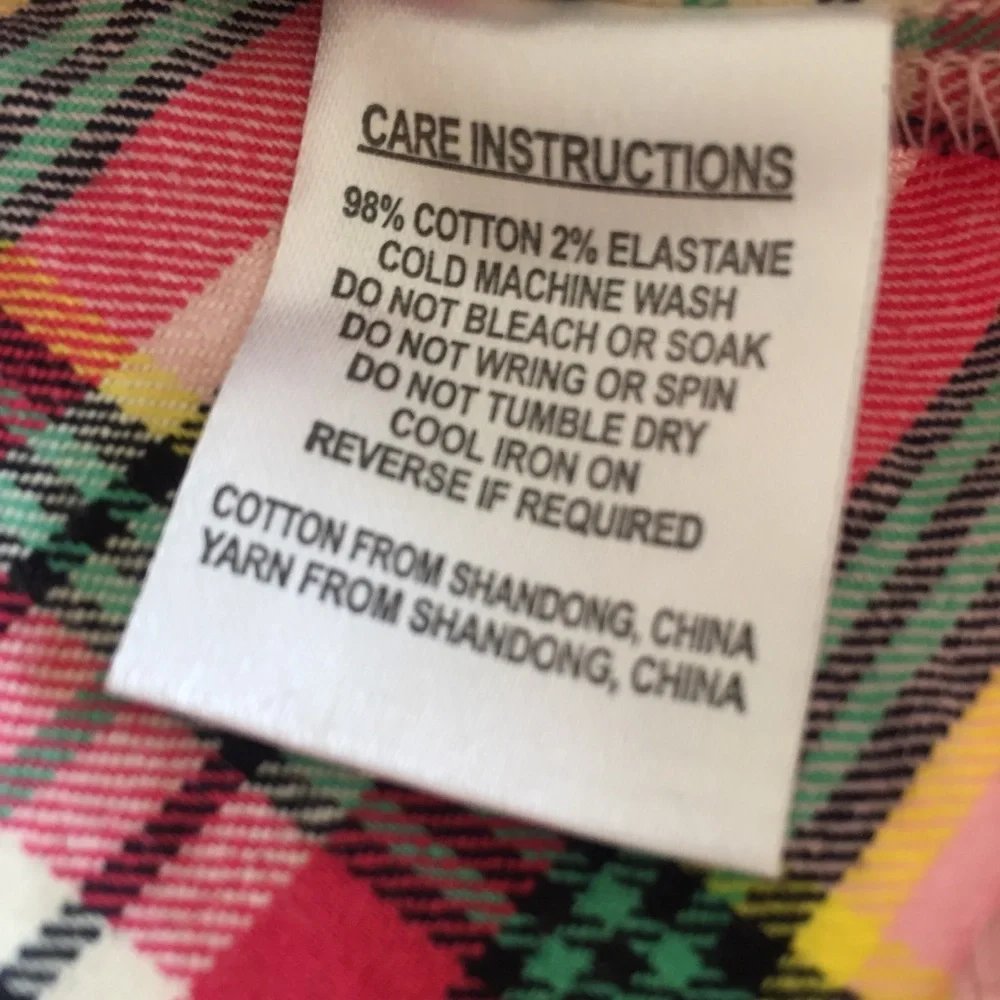 CARE INSTRUCTIONS
98% COTTON 2% ELASTANE
COLD MACHINE WASH
DO NOT BLEACH OR SOAK
DO NOT WRING OR SPIN
DO NOT TUMBLE DRY
COOL IRON ON
REVERSE IF REQUIRED
COTTON FROM SHANDONG, CHINA
YARN FROM SHANDONG, CHINA